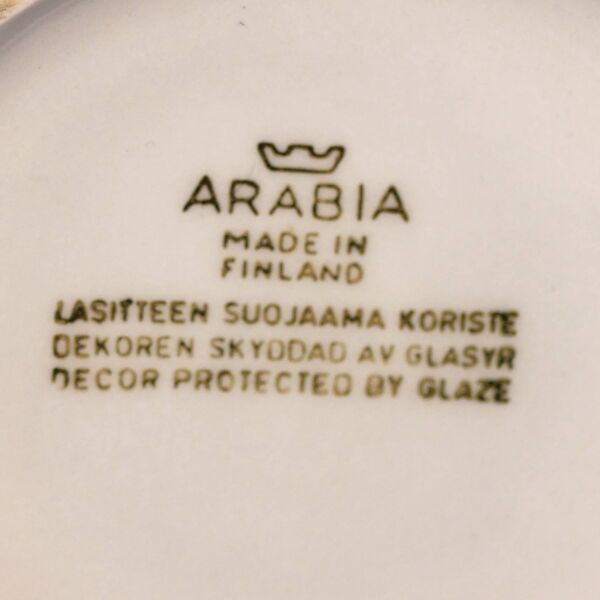 ARABIA
MADE IN
FINLAND
LASITTEEN SUOJAAMA KORISTE
DEKOREN SKYDDAD AV GLASYR
DECOR PROTECTED BY GLAZE